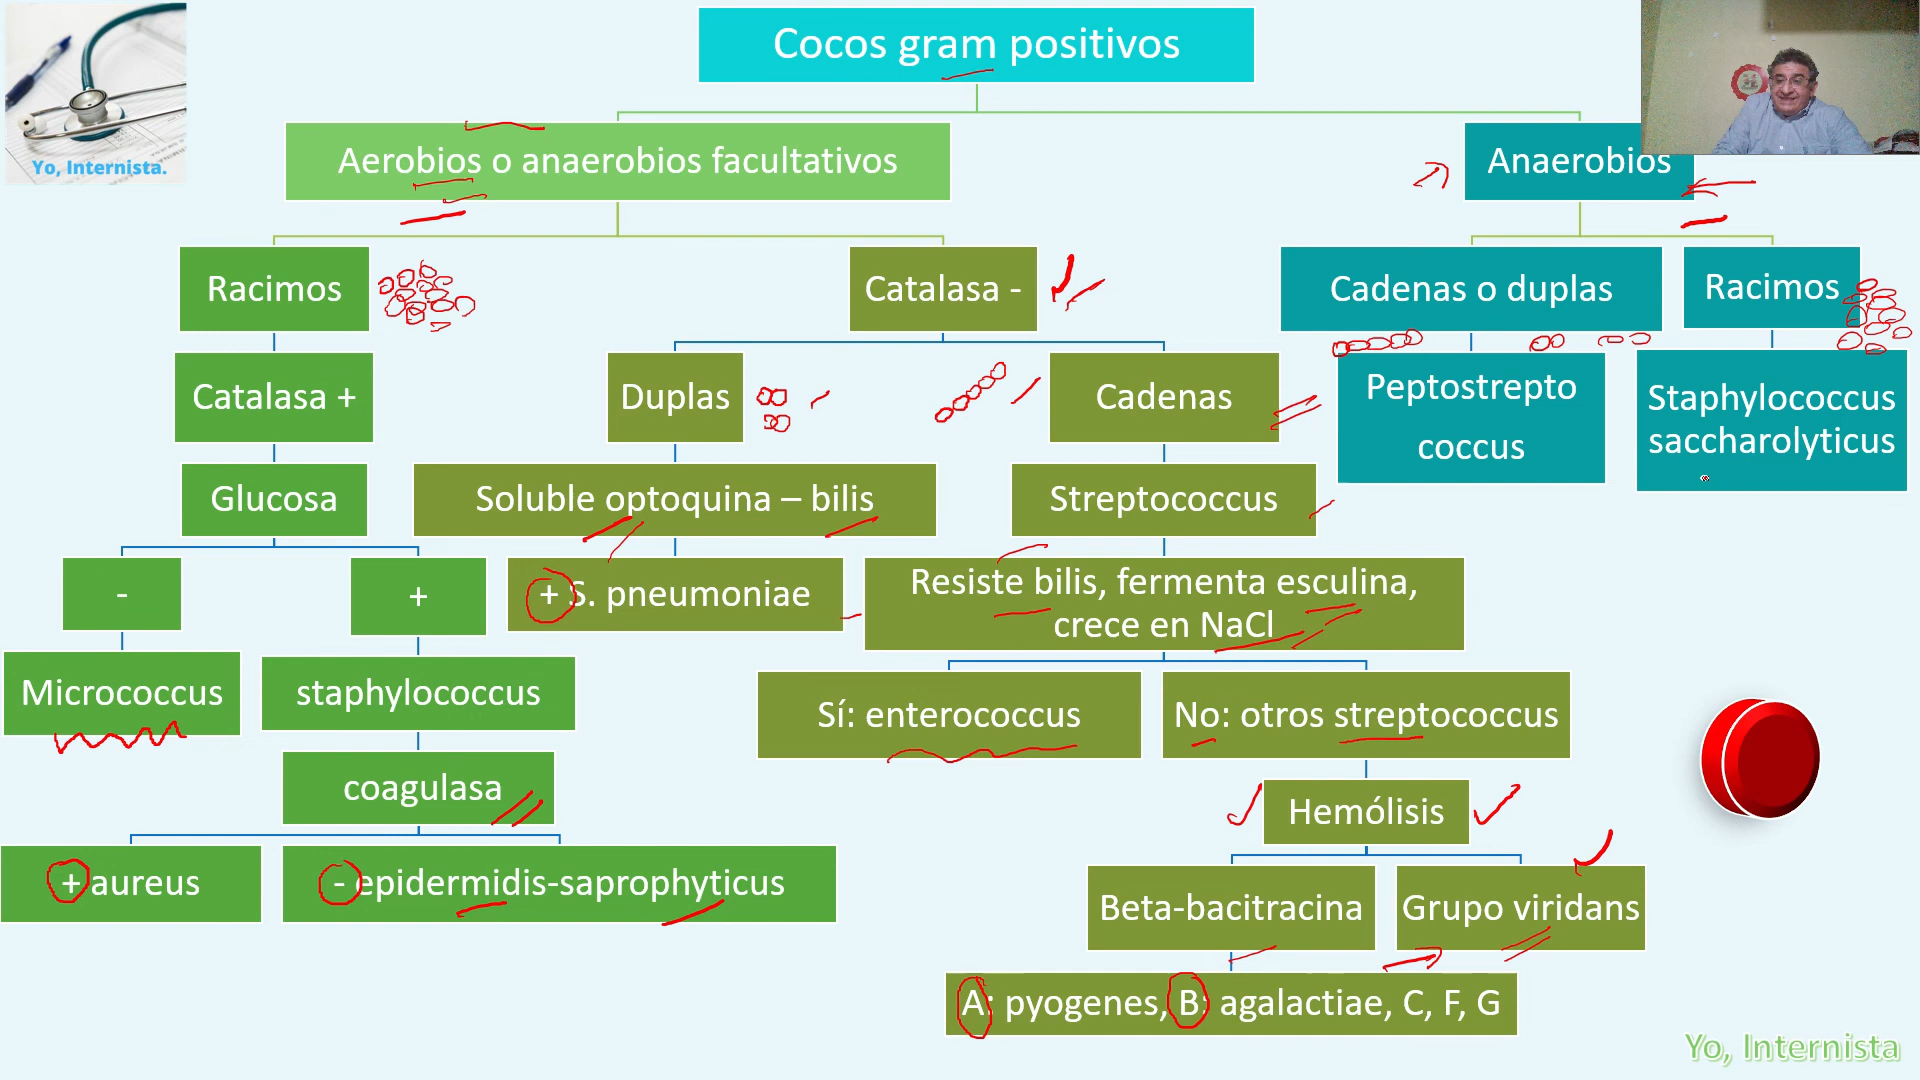 Yo, Internista.
Cocos gram positivos
Aerobios o anaerobios facultativos
Anaerobios
Racimos
Catalasa -
Cadenas o duplas
Racimos
Catalasa +
Duplas
Cadenas
Peptostrepto
coccus
Staphylococcus
saccharolyticus
Glucosa
Soluble optoquina – bilis
Streptococcus
-
+
+ S. pneumoniae
Resiste bilis, fermenta esculina,
crece en NaCl
Micrococcus
staphylococcus
Sí: enterococcus
No: otros streptococcus
coagulasa
Hemólisis
+ aureus
- epidermidis-saprophyticus
Beta-bacitracina
Grupo viridans
A: pyogenes, B: agalactiae, C, F, G
Yo, Internista